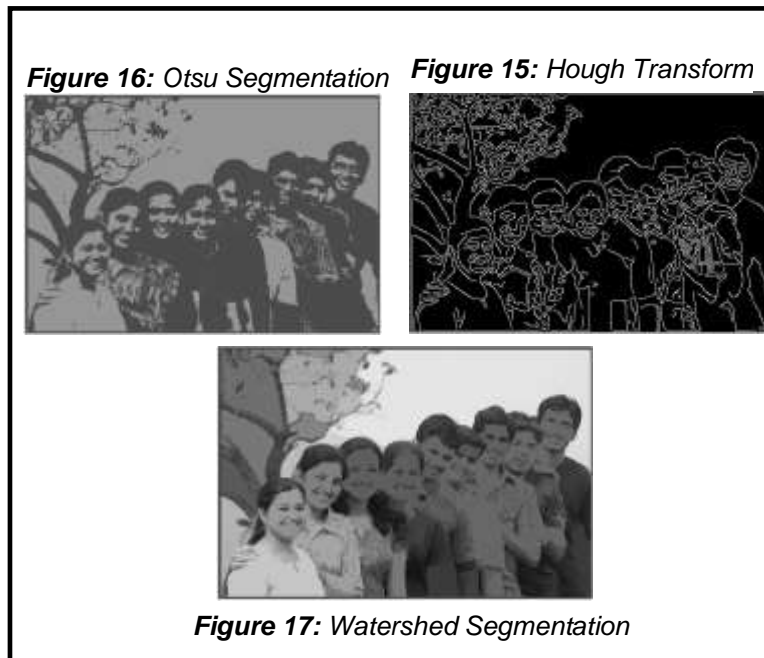 Figure 16: Otsu Segmentation
Figure 15: Hough Transform
Figure 17: Watershed Segmentation